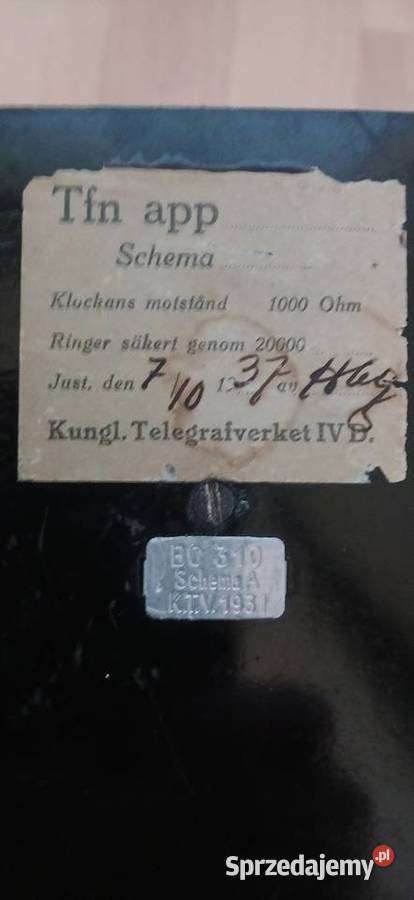 Tfn app
Schema
Klockans motstånd 1000 Ohm
Ringer säkert genom 20000
Just. den 7/10 1937 av
Kungl. Telegrafverket IV D.
BC 310
Schema A
K.T.V. 1931
Sprzedajemy.pl